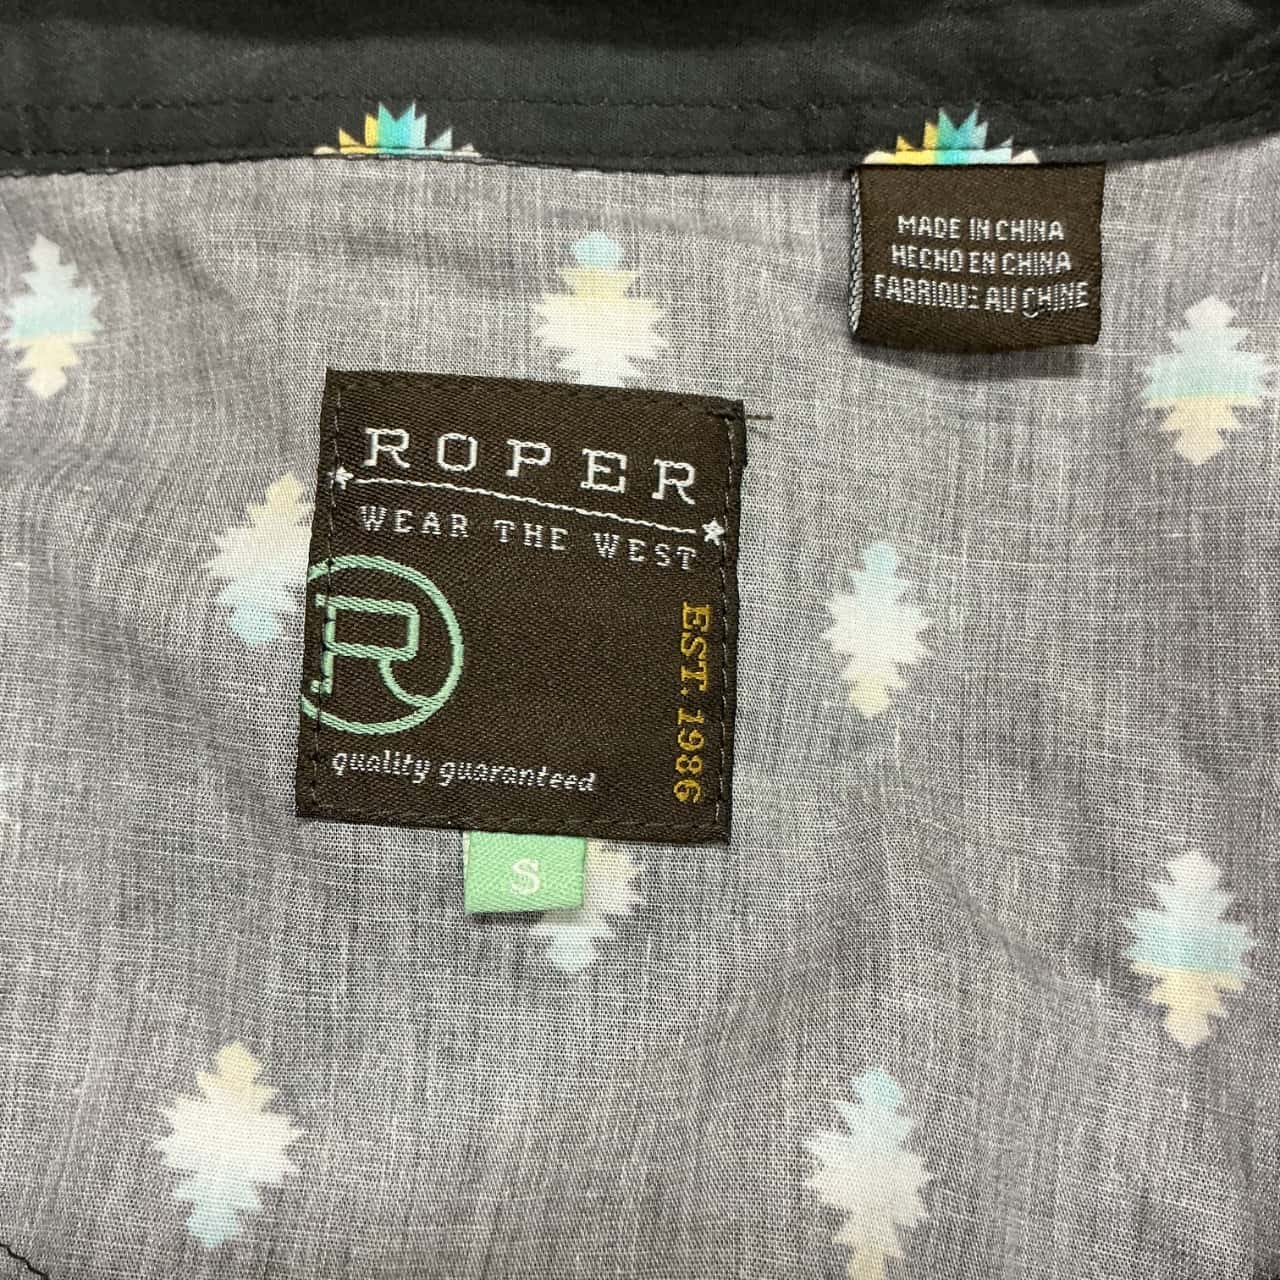 MADE IN CHINA
HECHO EN CHINA
FABRIQUE AU CHINE
ROPER
WEAR THE WEST
R
EST. 1986
quality guaranteed
S